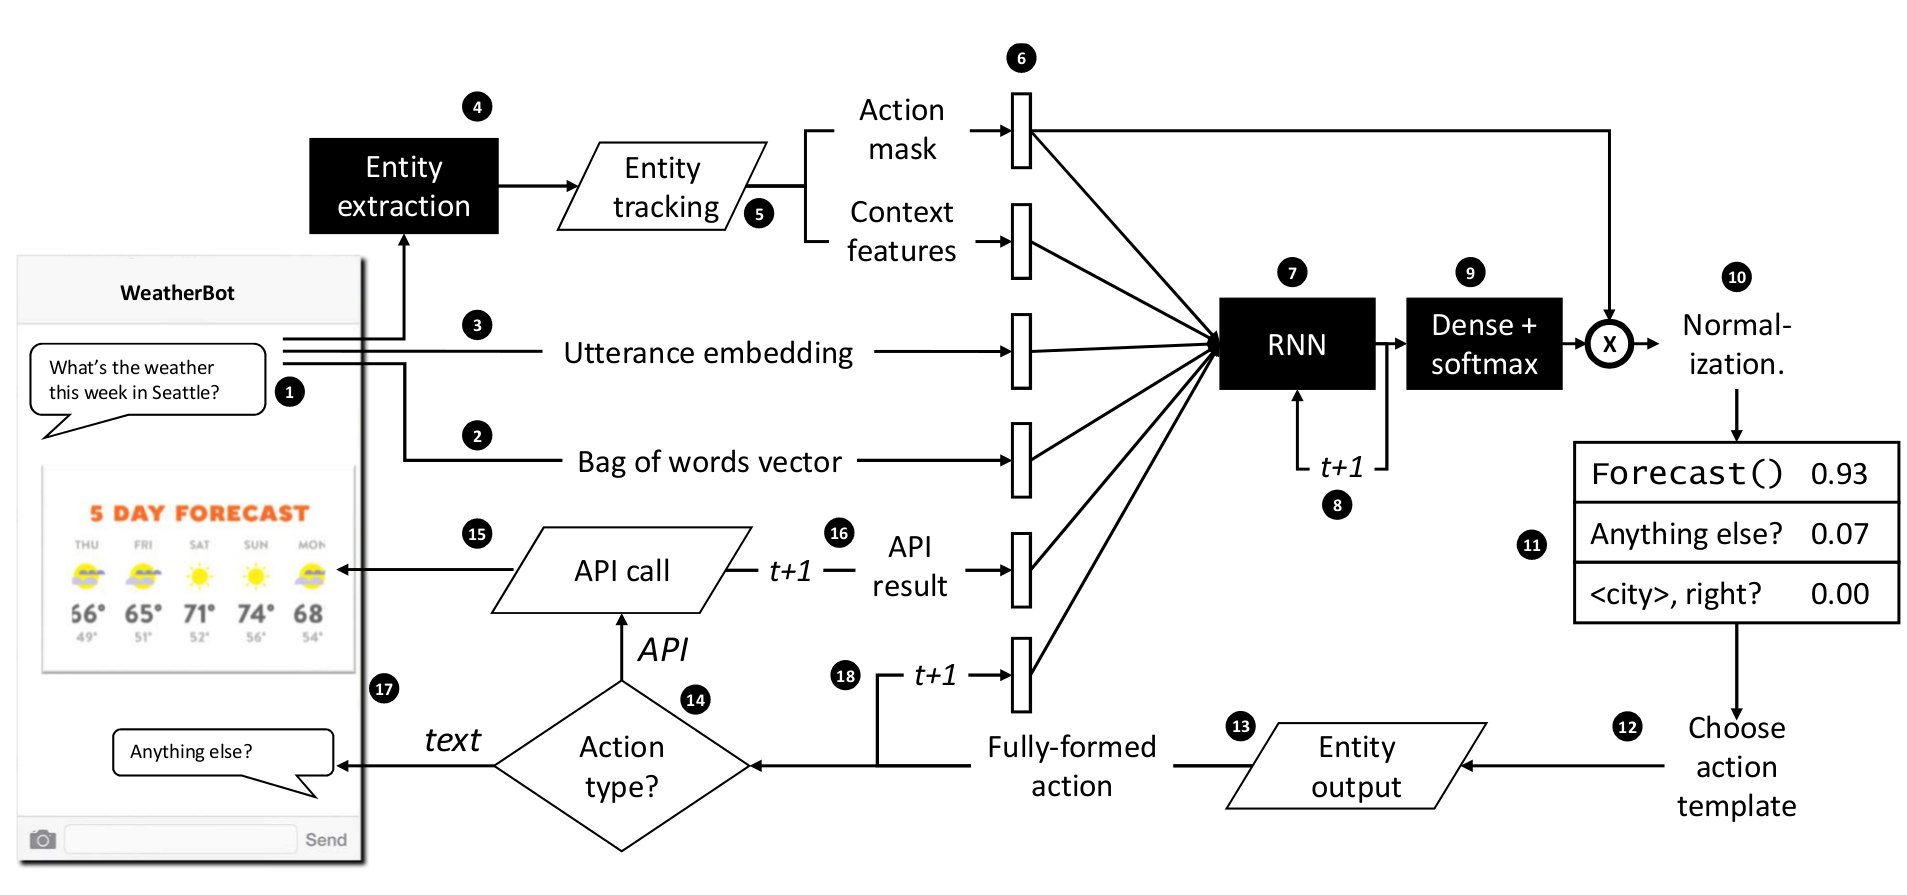 6
4
Action
mask
Entity
extraction
Entity
tracking
5
Context
features
WeatherBot
3
7
9
10
What's the weather
this week in Seattle?
1
Utterance embedding
RNN
Dense +
softmax
X
Normal-
ization.
2
Bag of words vector
t+1
8
Forecast() 0.93
Anything else? 0.07
<city>, right? 0.00
11
5 DAY FORECAST
THU FRI SAT SUN MON
66° 65° 71° 74° 68
49° 51° 52° 56° 54°
15
API call
16
t+1
API
result
API
18
t+1
17
14
text
Action
type?
Anything else?
Fully-formed
action
13
Entity
output
12
Choose
action
template
Send